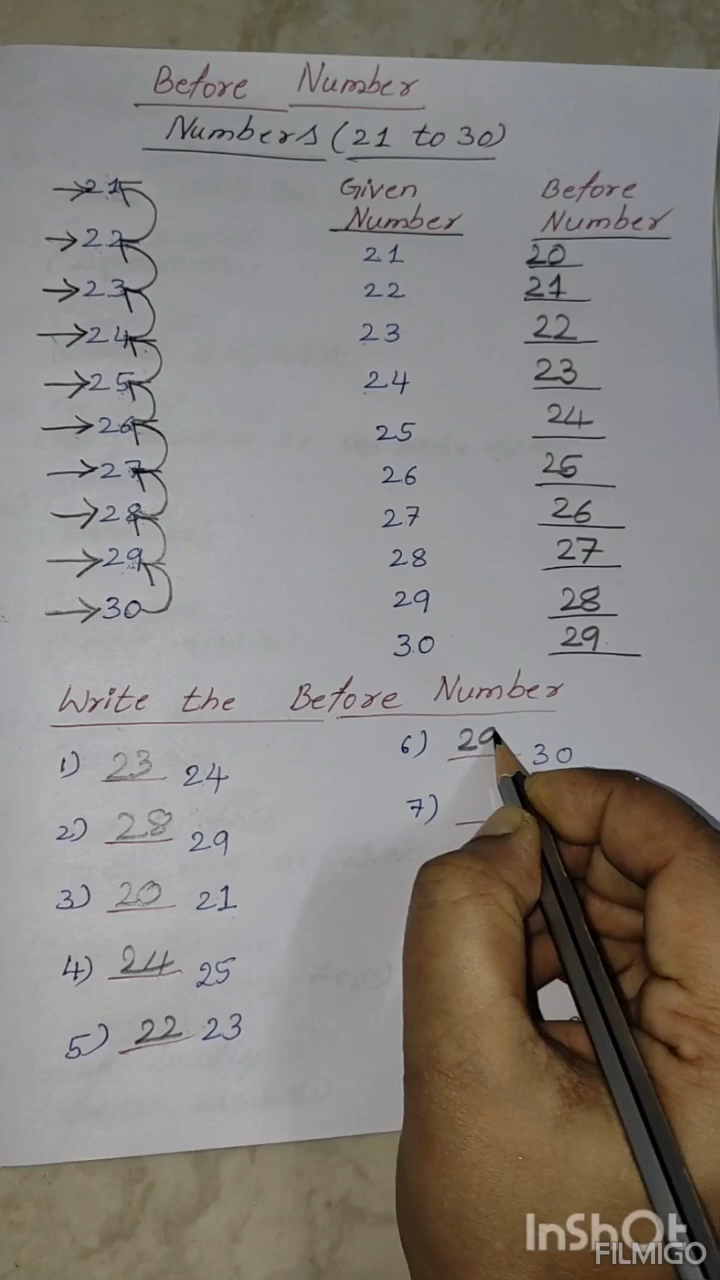 Before Number
Numbers (21 to 30)
Given Number Before Number
21 21 20
22 22 21
23 23 22
24 24 23
25 25 24
26 26 25
27 27 26
28 28 27
29 29 28
30 30 29
Write the Before Number
1) 23 24
2) 28 29
3) 20 21
4) 24 25
5) 22 23
6) 29 30
7)
InShOt
FILMIGO